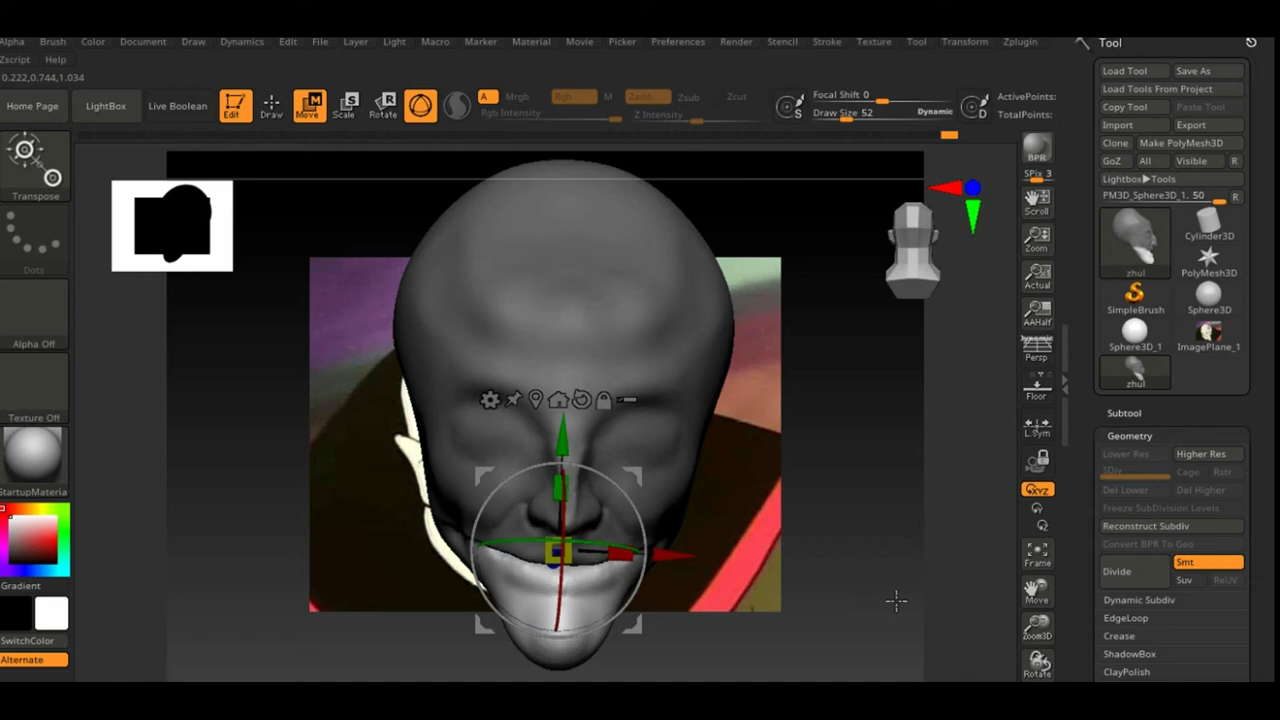 Alpha Brush Color Document Draw Dynamics Edit File Layer Light Macro Marker Material Movie Picker Preferences Render Stencil Stroke Texture Tool Transform Zplugin
Zscript Help
0.222,0.744,1.034
Home Page
LightBox
Live Boolean
Edit
Draw
Move
Scale
Rotate
A
Mrgb
Rgb
M
Zadd
Zsub
Zcut
Rgb Intensity
Z Intensity
S
Focal Shift 0
Draw Size 52
Dynamic
D
ActivePoints:
TotalPoints:
Transpose
Dots
Alpha Off
Texture Off
StartupMateria
Gradient
SwitchColor
Alternate
BPR
SPix 3
Scroll
Zoom
Actual
AAHalf
Dynamic
Persp
Floor
L.Sym
XYZ
Y
Z
Frame
Move
Zoom3D
Rotate
Tool
Load Tool Save As
Load Tools From Project
Copy Tool Paste Tool
Import Export
Clone Make PolyMesh3D
GoZ All Visible R
Lightbox▶Tools
PM3D_Sphere3D_1. 50 R
zhul
Cylinder3D
PolyMesh3D
SimpleBrush
Sphere3D
Sphere3D_1
ImagePlane_1
zhul
Subtool
Geometry
Lower Res Higher Res
SDiv Cage Rstr
Del Lower Del Higher
Freeze SubDivision Levels
Reconstruct Subdiv
Convert BPR To Geo
Divide
Smt
Suv ReUV
Dynamic Subdiv
EdgeLoop
Crease
ShadowBox
ClayPolish